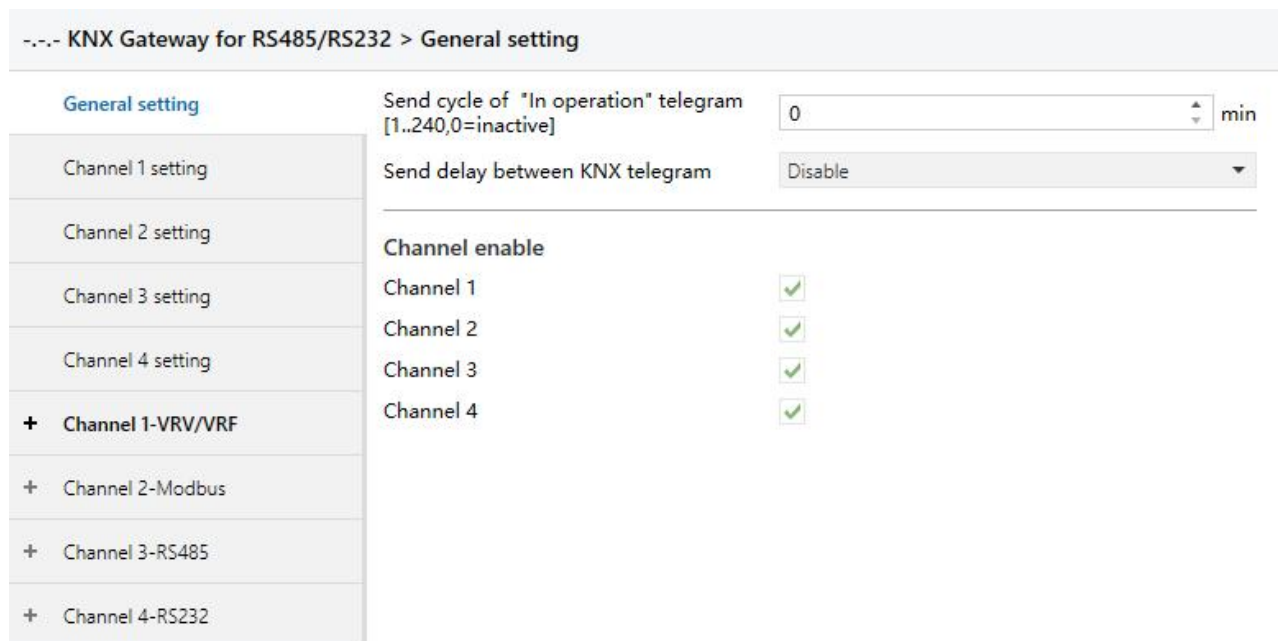 -.-.- KNX Gateway for RS485/RS232 > General setting
General setting
Channel 1 setting
Channel 2 setting
Channel 3 setting
Channel 4 setting
+ Channel 1-VRV/VRF
+ Channel 2-Modbus
+ Channel 3-RS485
+ Channel 4-RS232
Send cycle of "In operation" telegram
[1..240,0=inactive]
0 min
Send delay between KNX telegram Disable
Channel enable
Channel 1
Channel 2
Channel 3
Channel 4